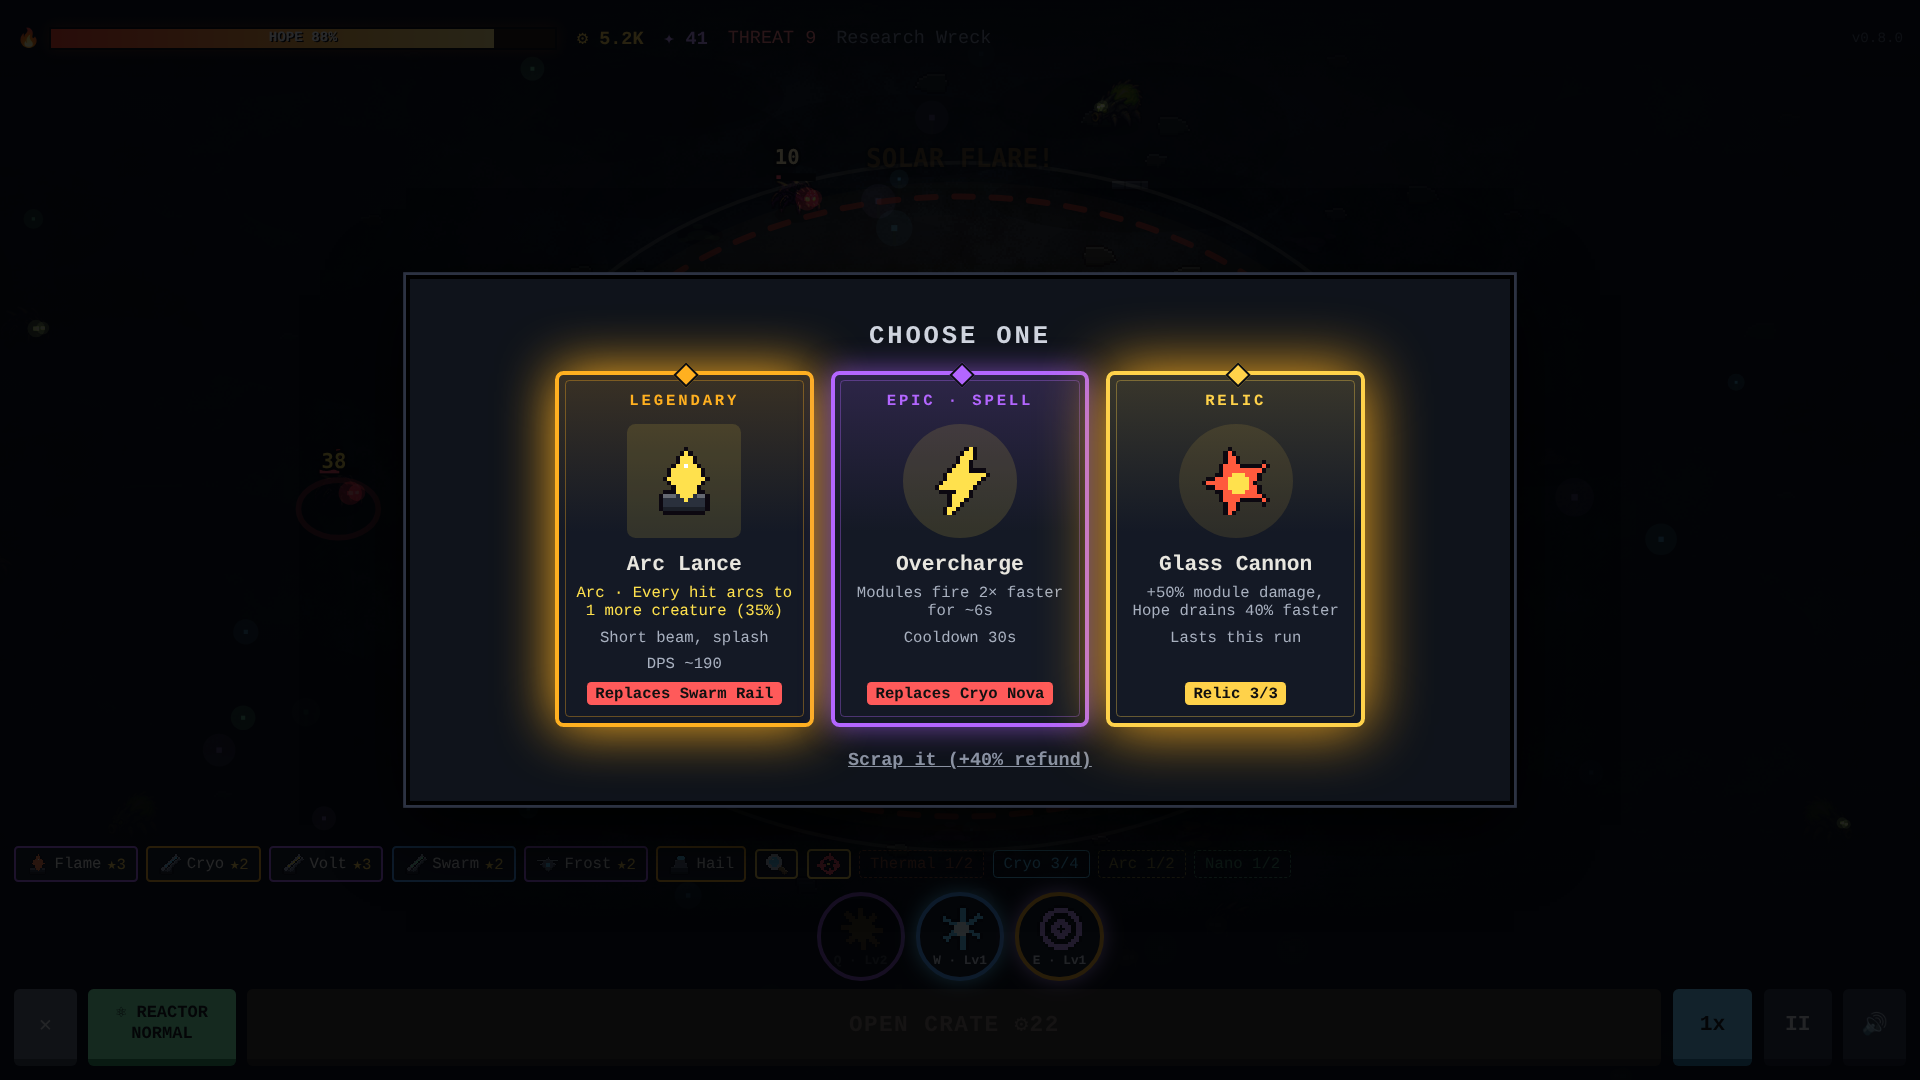 HOPE 88%
5.2K
41
THREAT 9
Research Wreck
v0.8.0
10
SOLAR FLARE!
38
CHOOSE ONE
LEGENDARY
Arc Lance
Arc · Every hit arcs to
1 more creature (35%)
Short beam, splash
DPS ~190
Replaces Swarm Rail
EPIC · SPELL
Overcharge
Modules fire 2× faster
for ~6s
Cooldown 30s
Replaces Cryo Nova
RELIC
Glass Cannon
+50% module damage,
Hope drains 40% faster
Lasts this run
Relic 3/3
Scrap it (+40% refund)
Flame ★3
Cryo ★2
Volt ★3
Swarm ★2
Frost ★2
Hail
Thermal 1/2
Cryo 3/4
Arc 1/2
Nano 1/2
Q · Lv2
W · Lv1
E · Lv1
×
REACTOR
NORMAL
OPEN CRATE ⚙22
1x
II